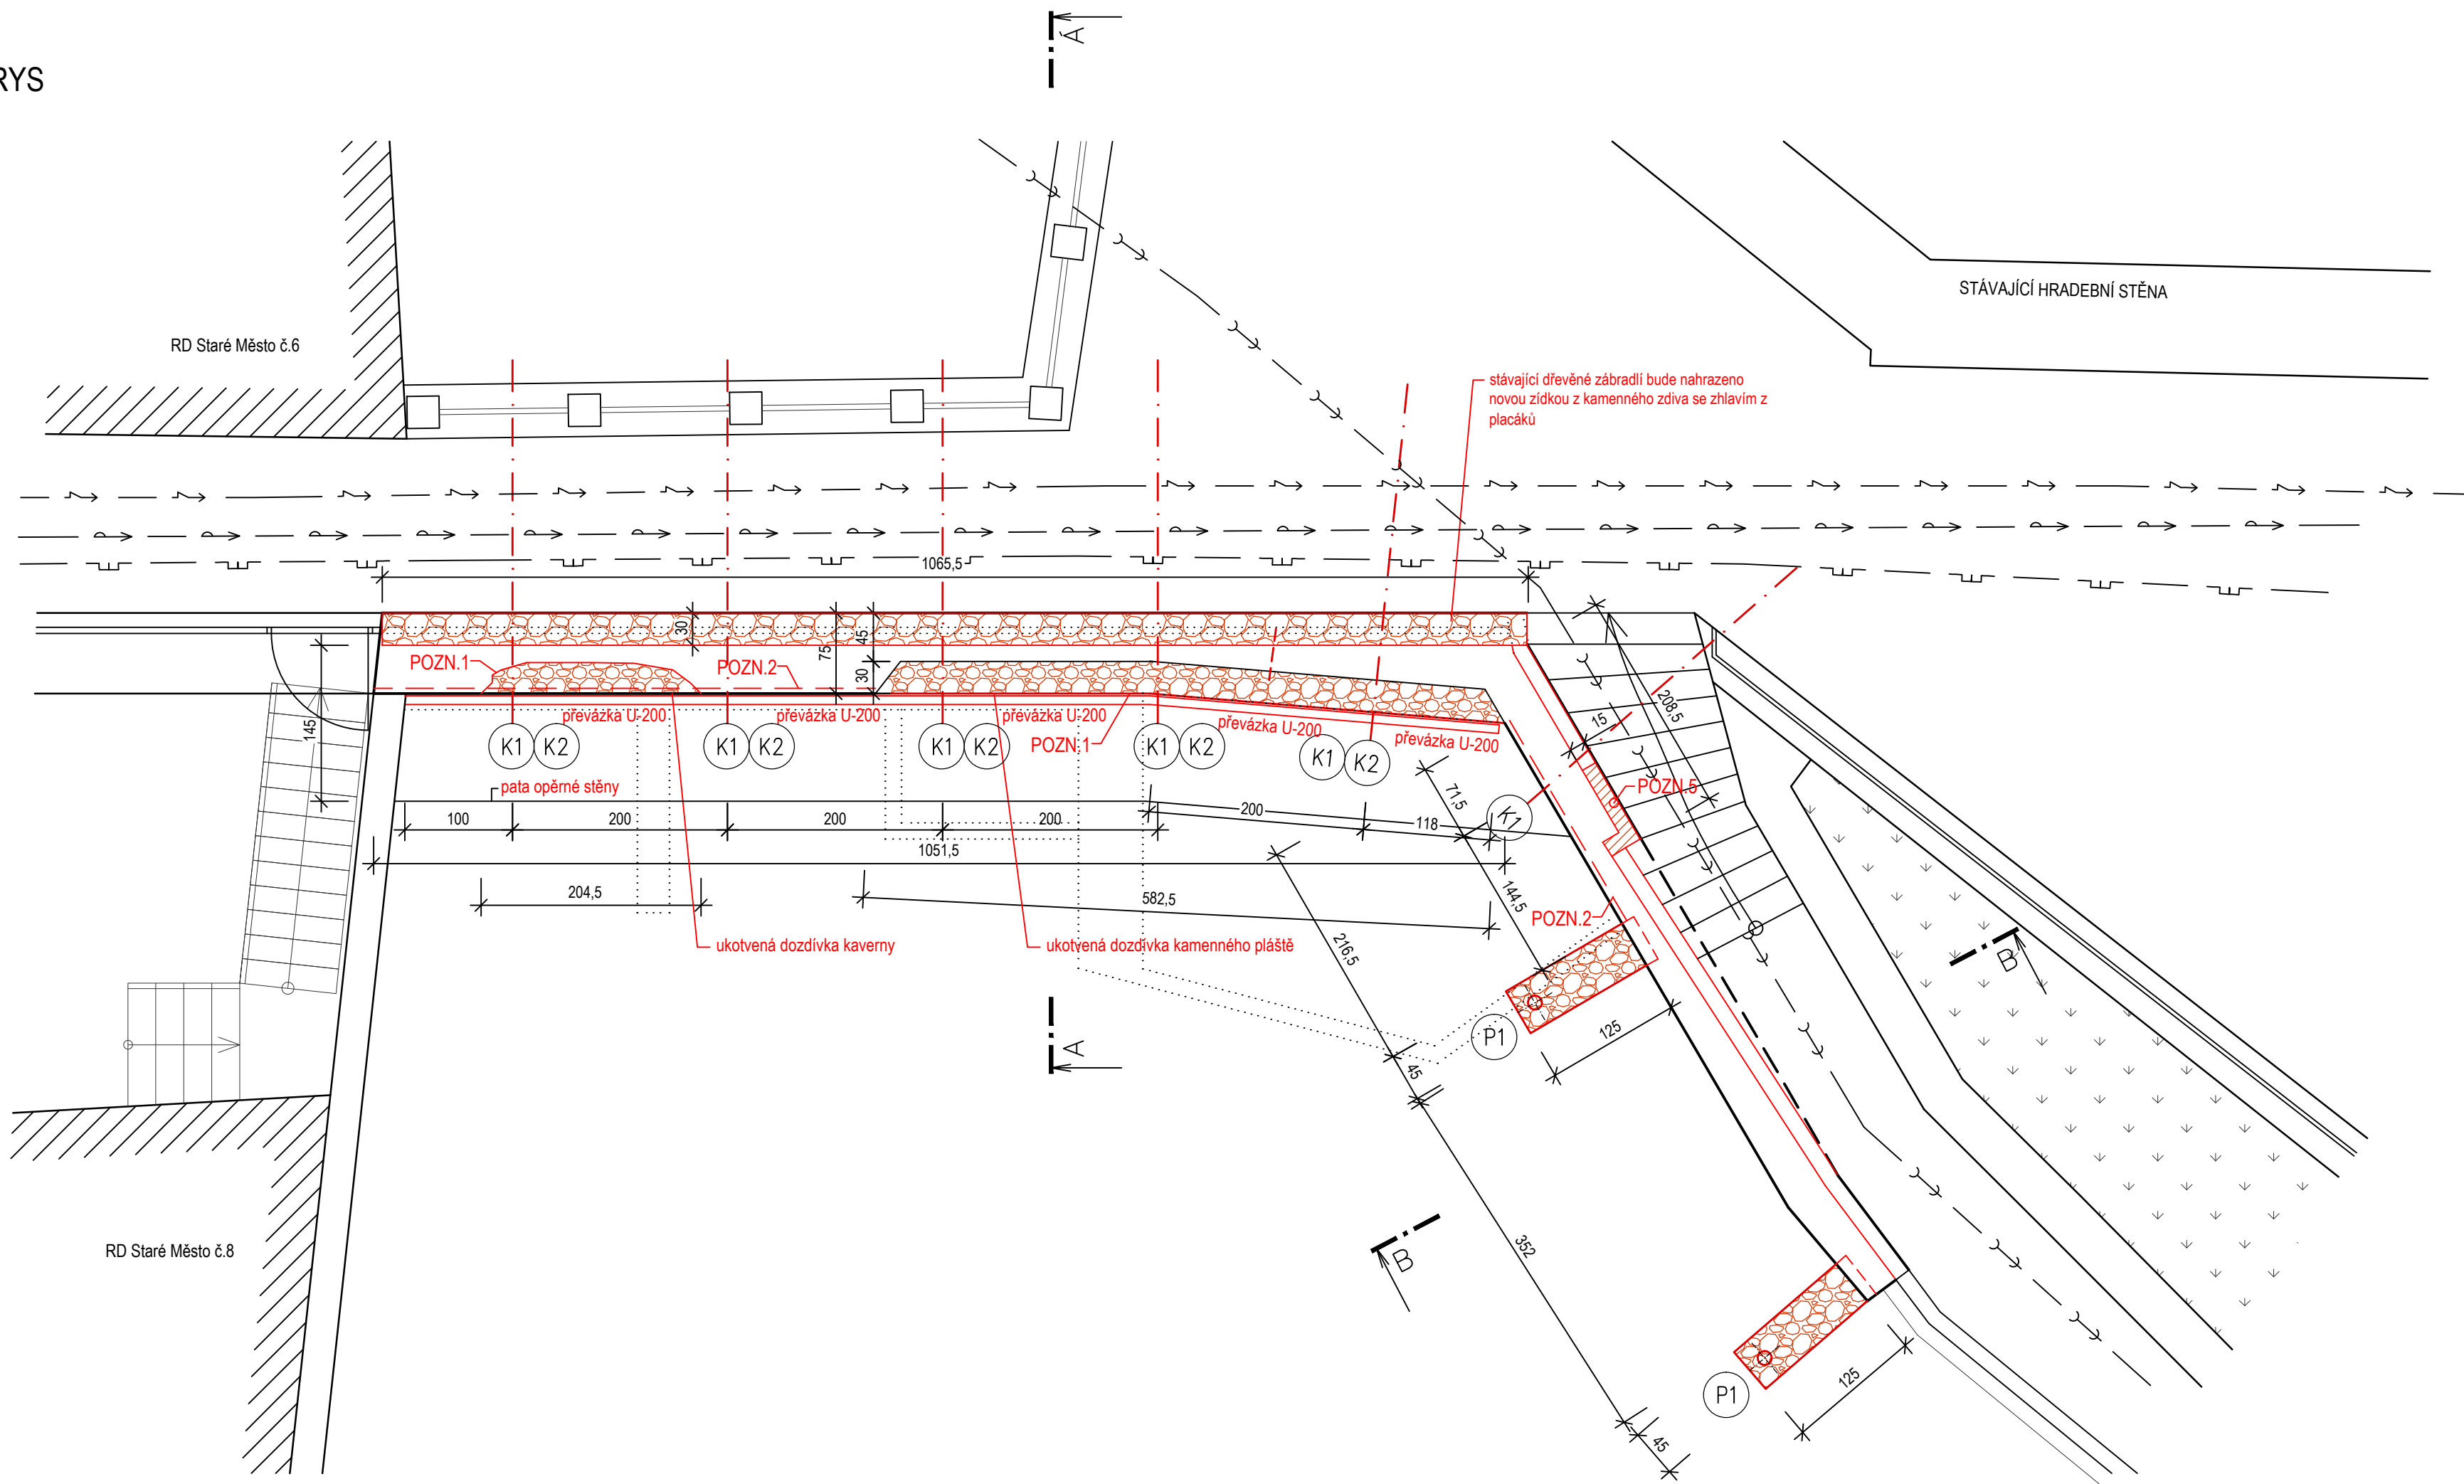 RYS
A
RD Staré Město č.6
STÁVAJÍCÍ HRADEBNÍ STĚNA
stávající dřevěné zábradlí bude nahrazeno
novou zídkou z kamenného zdiva se zhlavím z
placáků
1065,5
30
75
45
30
POZN.1
POZN.2
145
převázka U-200
převázka U-200
převázka U-200
převázka U-200
převázka U-200
K1 K2
K1 K2
K1 K2
POZN.1
K1 K2
K1 K2
K1
15
208,5
POZN.5
pata opěrné stěny
100
200
200
200
200
118
71,5
1051,5
204,5
582,5
144,5
POZN.2
ukotvená dozdívka kaverny
ukotvená dozdívka kamenného pláště
216,5
B
P1
125
A
45
RD Staré Město č.8
B
352
P1
125
45